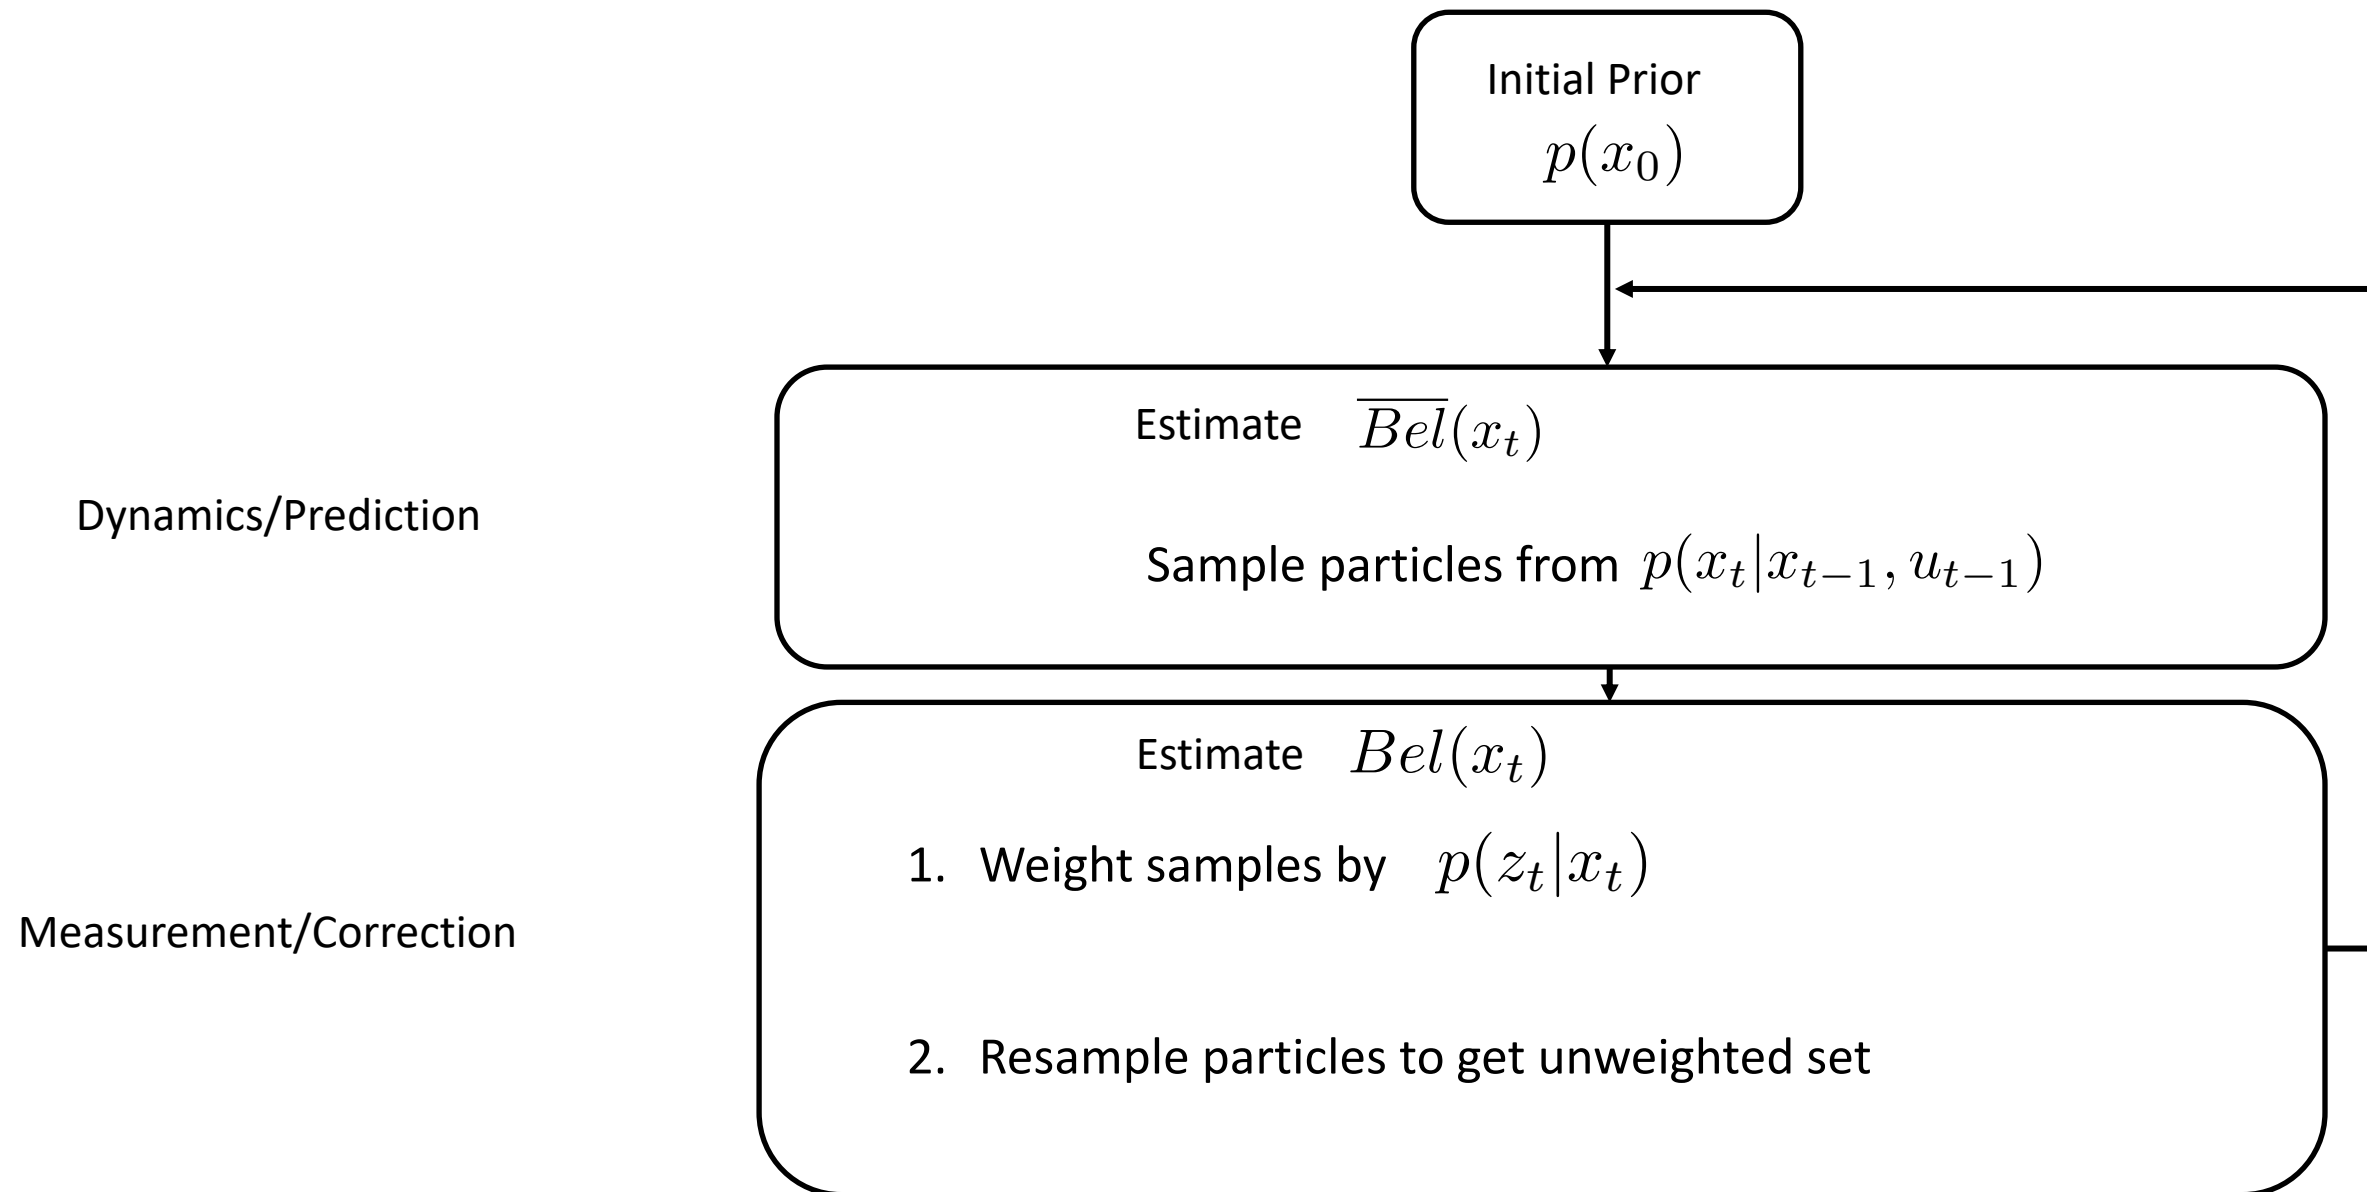 Initial Prior
$p(x_0)$
Estimate $\overline{Bel}(x_t)$
Dynamics/Prediction
Sample particles from $p(x_t|x_{t-1}, u_{t-1})$
Estimate $Bel(x_t)$
1. Weight samples by $p(z_t|x_t)$
Measurement/Correction
2. Resample particles to get unweighted set